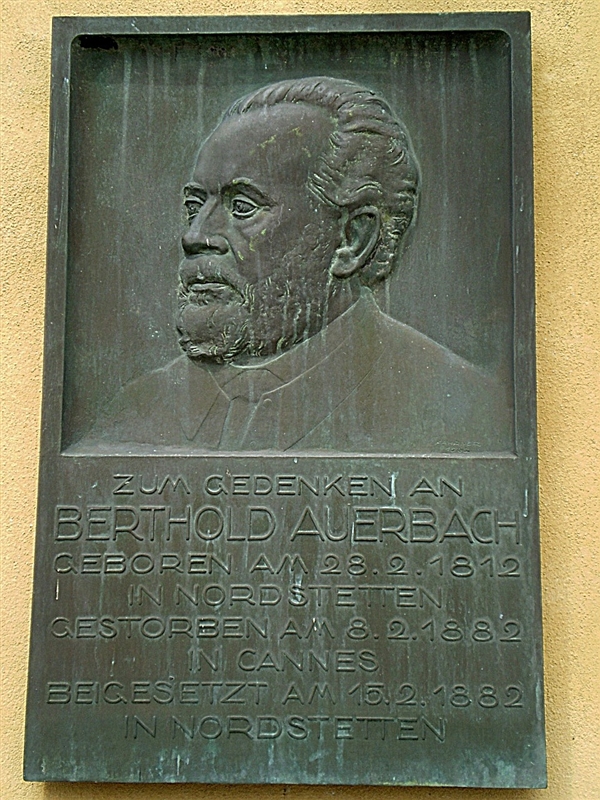 ZUM GEDENKEN AN
BERTHOLD AUERBACH
GEBOREN AM 28.2.1812
IN NORDSTETTEN
GESTORBEN AM 8.2.1882
IN CANNES
BEIGESETZT AM 15.2.1882
IN NORDSTETTEN